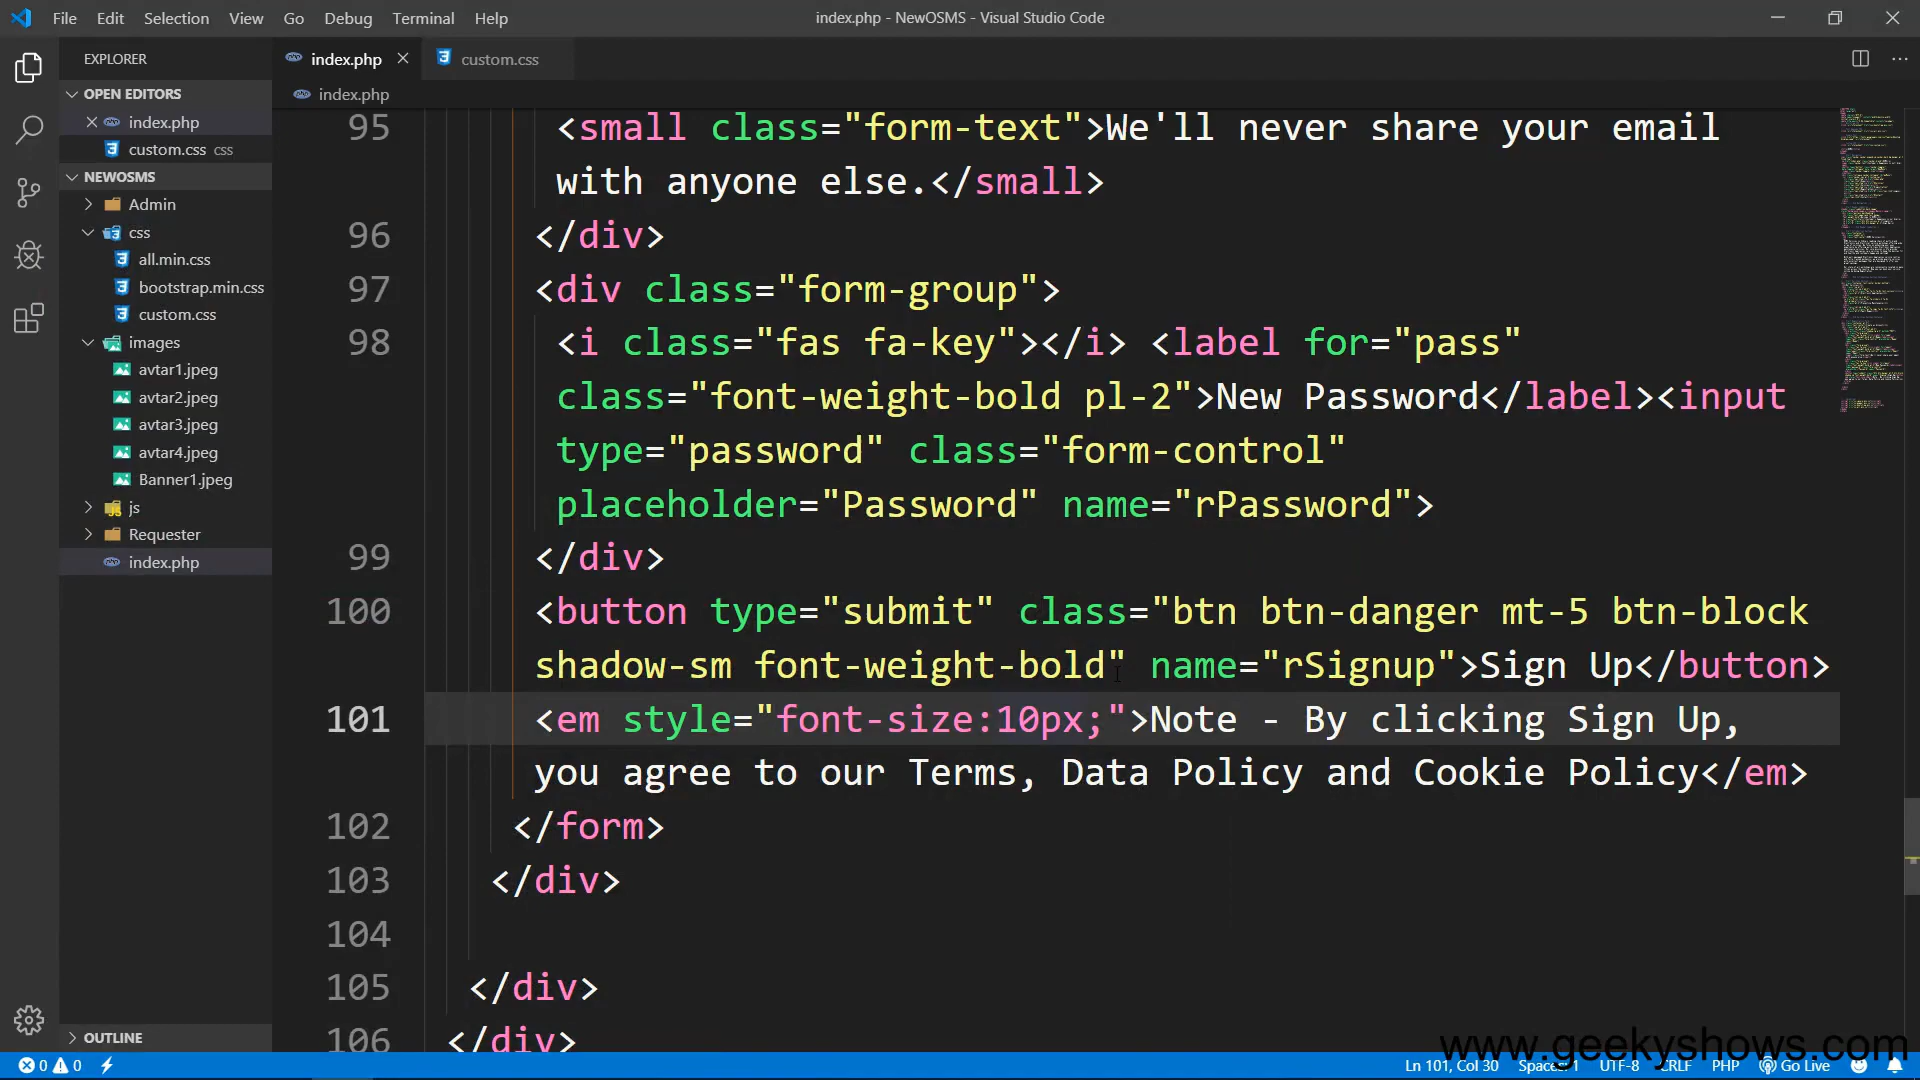 File Edit Selection View Go Debug Terminal Help
index.php - NewOSMS - Visual Studio Code
EXPLORER
OPEN EDITORS
index.php
custom.css css
NEWOSMS
Admin
css
all.min.css
bootstrap.min.css
custom.css
images
avtar1.jpeg
avtar2.jpeg
avtar3.jpeg
avtar4.jpeg
Banner1.jpeg
js
Requester
index.php
OUTLINE
index.php custom.css
index.php
95 <small class="form-text">We'll never share your email
with anyone else.</small>
96 </div>
97 <div class="form-group">
98 <i class="fas fa-key"></i> <label for="pass"
class="font-weight-bold pl-2">New Password</label><input
type="password" class="form-control"
placeholder="Password" name="rPassword">
99 </div>
100 <button type="submit" class="btn btn-danger mt-5 btn-block
shadow-sm font-weight-bold" name="rSignup">Sign Up</button>
101 <em style="font-size:10px;">Note - By clicking Sign Up,
you agree to our Terms, Data Policy and Cookie Policy</em>
102 </form>
103 </div>
104
105 </div>
106 </div>
www.geekyshows.com
0 0
Ln 101, Col 30 Spaces: 1 UTF-8 CRLF PHP Go Live